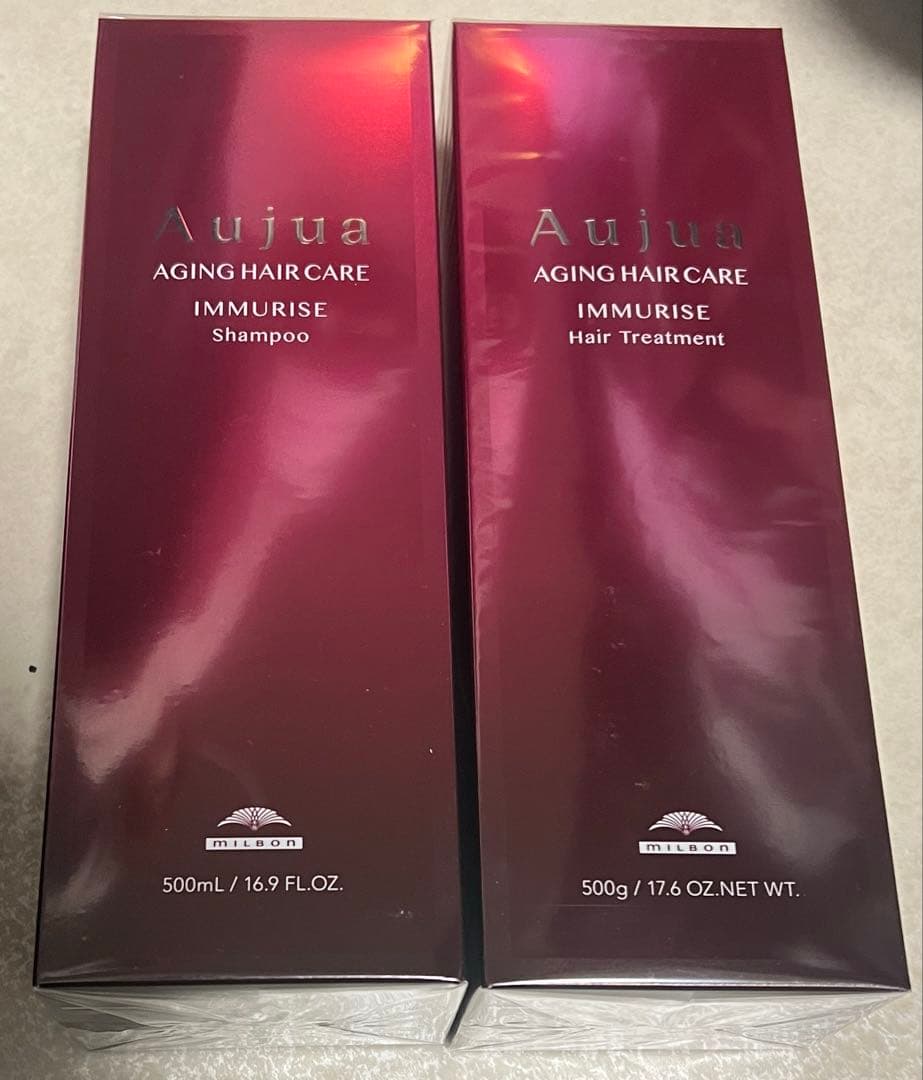 Aujua
AGING HAIR CARE
IMMURISE
Shampoo
MILBON
500mL / 16.9 FL.OZ.
Aujua
AGING HAIR CARE
IMMURISE
Hair Treatment
MILBON
500g / 17.6 OZ.NET WT.